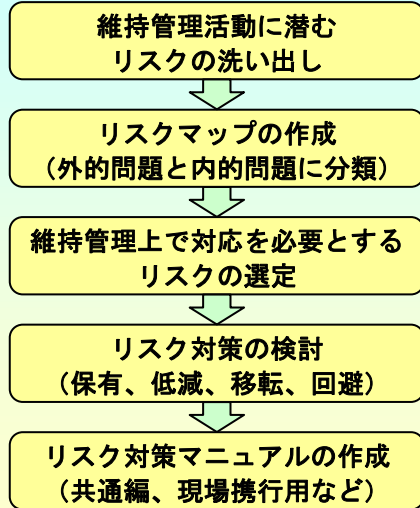 維持管理活動に潜む
リスクの洗い出し
リスクマップの作成
（外的問題と内的問題に分類）
維持管理上で対応を必要とする
リスクの選定
リスク対策の検討
（保有、低減、移転、回避）
リスク対策マニュアルの作成
（共通編、現場携行用など）